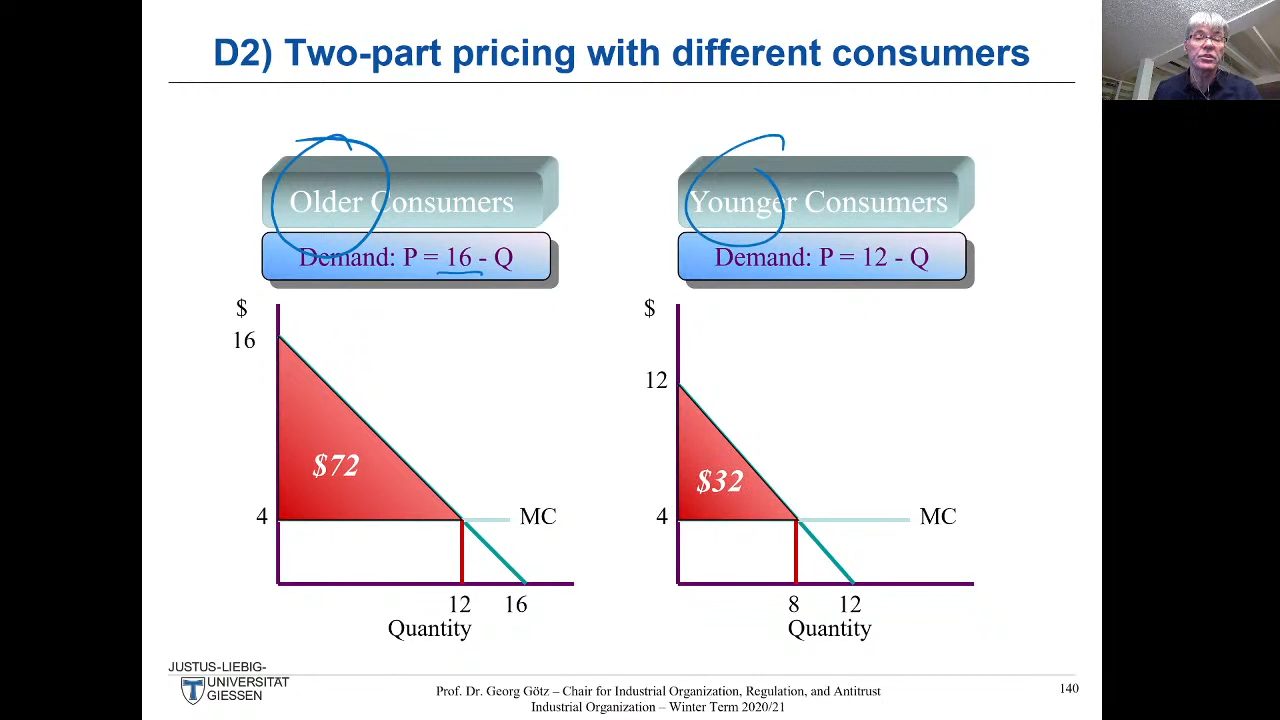 D2) Two-part pricing with different consumers
Older Consumers
Demand: P = 16 - Q
$
16
$72
4
MC
12
16
Quantity
Younger Consumers
Demand: P = 12 - Q
$
12
$32
4
MC
8
12
Quantity
JUSTUS-LIEBIG-
UNIVERSITÄT
GIESSEN
Prof. Dr. Georg Götz – Chair for Industrial Organization, Regulation, and Antitrust
Industrial Organization – Winter Term 2020/21
140